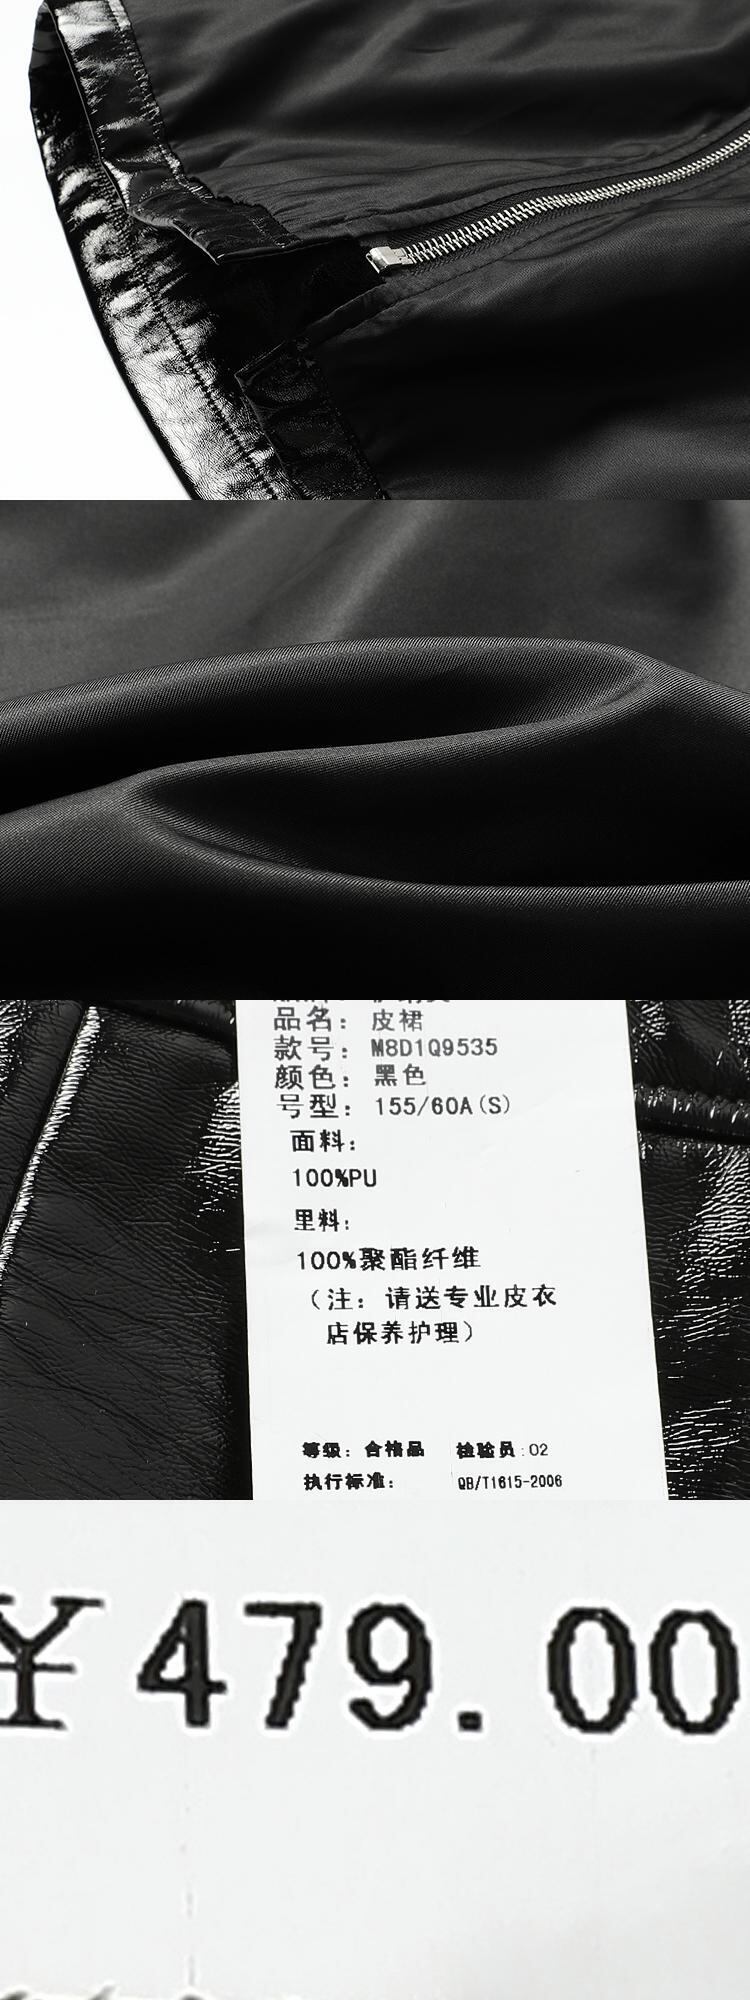 品名：皮裙
款号：M8D1Q9535
颜色：黑色
号型：155/60A(S)
面料：
100%PU
里料：
100%聚酯纤维
（注：请送专业皮衣
店保养护理）
等级：合格品 检验员:02
执行标准： QB/T1615-2006
¥479.00